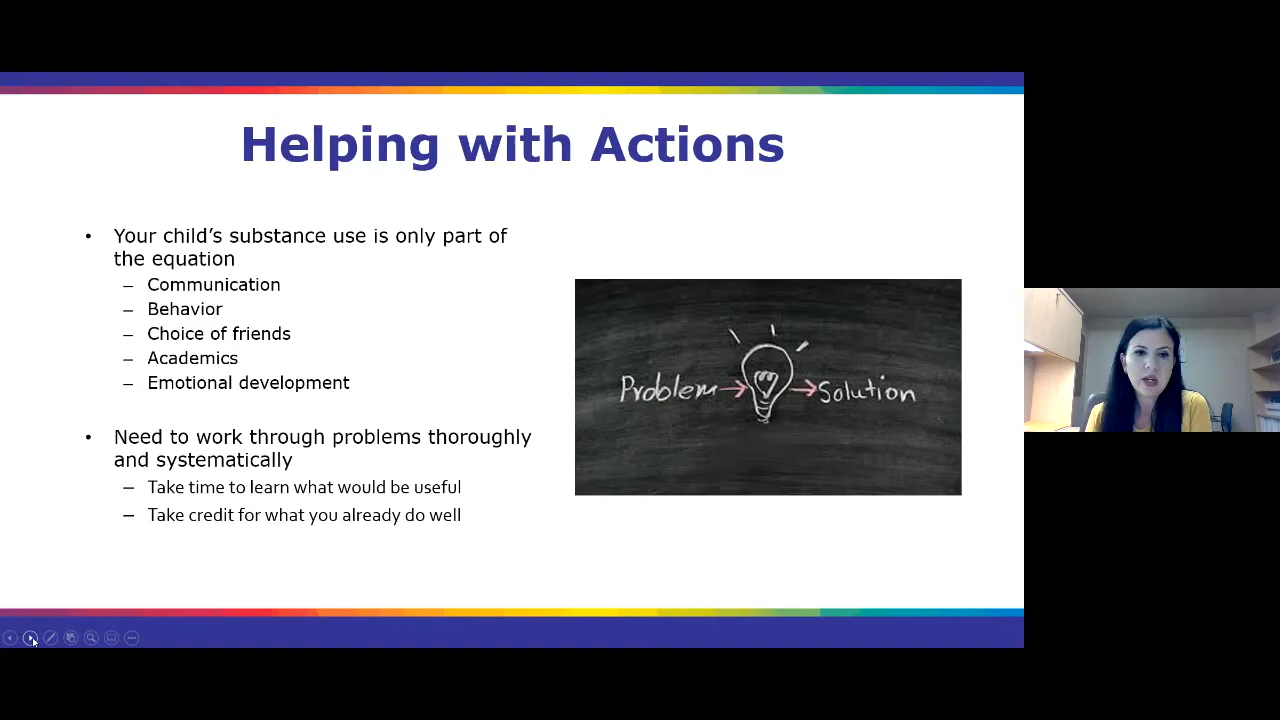 Helping with Actions
• Your child’s substance use is only part of
the equation
– Communication
– Behavior
– Choice of friends
– Academics
– Emotional development
• Need to work through problems thoroughly
and systematically
– Take time to learn what would be useful
– Take credit for what you already do well
Problem → → Solution